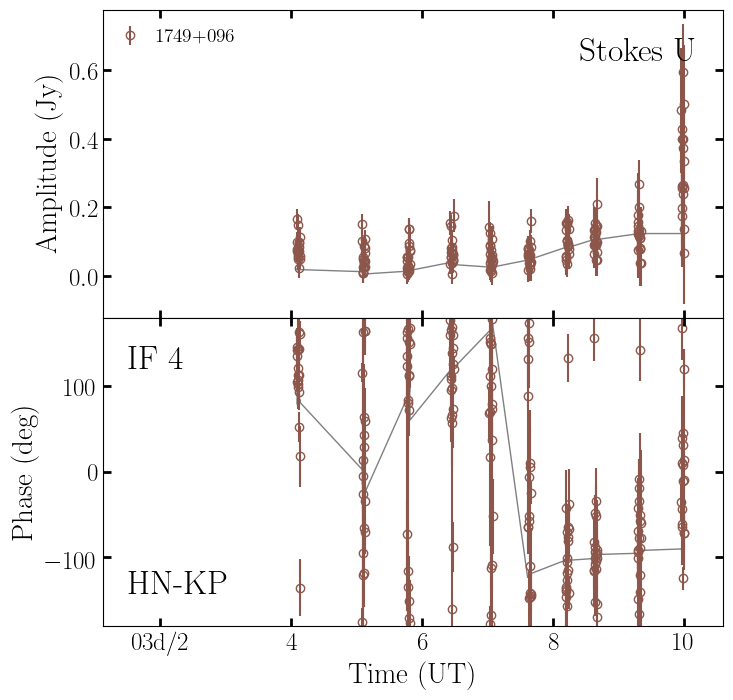 1749+096
Stokes U
Amplitude (Jy)
0.6
0.4
0.2
0.0
IF 4
Phase (deg)
100
0
−100
HN-KP
03d/2 4 6 8 10
Time (UT)